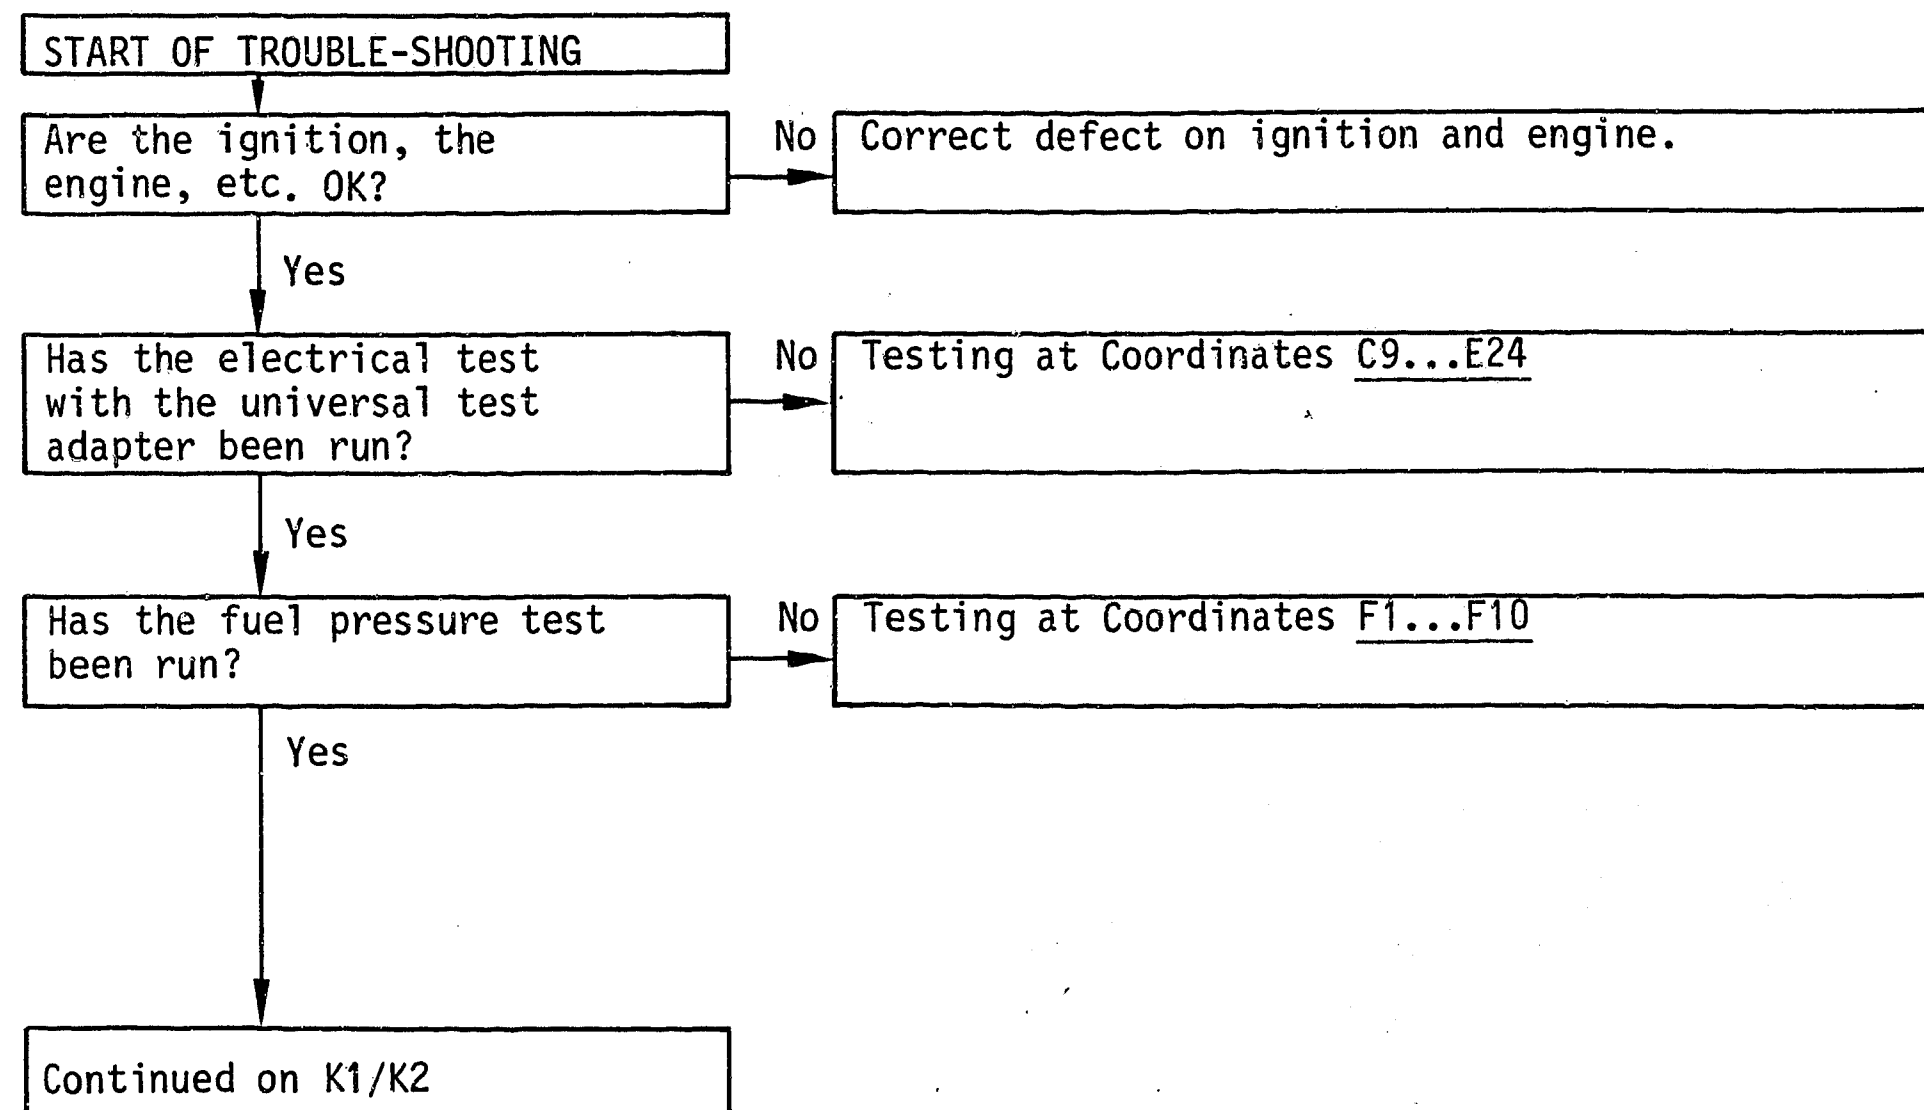 START OF TROUBLE-SHOOTING
Are the ignition, the
engine, etc. OK?
No
Correct defect on ignition and engine.
Yes
Has the electrical test
with the universal test
adapter been run?
No
Testing at Coordinates C9...E24
Yes
Has the fuel pressure test
been run?
No
Testing at Coordinates F1...F10
Yes
Continued on K1/K2